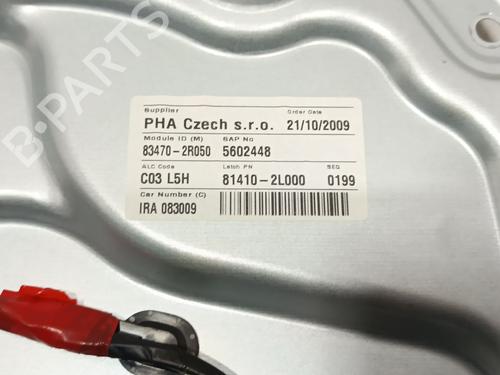 B-PARTS
Supplier Order Date
PHA Czech s.r.o. 21/10/2009
Module ID (M) SAP No
83470-2R050 5602448
ALC Code Latch PN SEQ
C03 L5H 81410-2L000 0199
Car Number (C)
IRA 083009